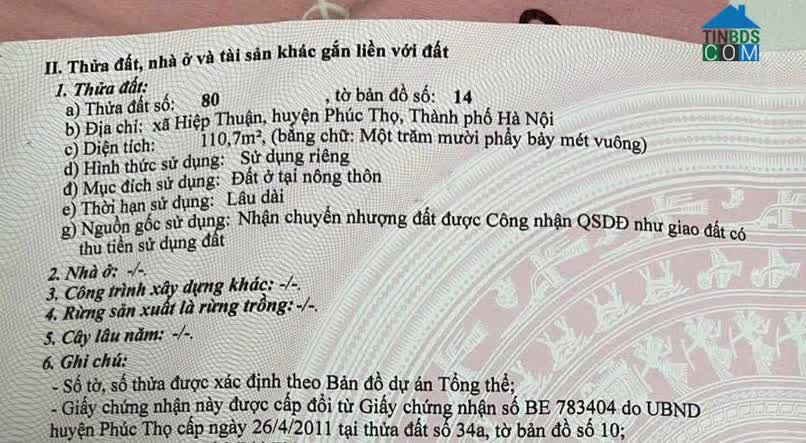 TINBDS
COM
II. Thửa đất, nhà ở và tài sản khác gắn liền với đất
1. Thửa đất:
a) Thửa đất số: 80 , tờ bản đồ số: 14
b) Địa chỉ: xã Hiệp Thuận, huyện Phúc Thọ, Thành phố Hà Nội
c) Diện tích: 110,7m², (bằng chữ: Một trăm mười phẩy bảy mét vuông)
d) Hình thức sử dụng: Sử dụng riêng
đ) Mục đích sử dụng: Đất ở tại nông thôn
e) Thời hạn sử dụng: Lâu dài
g) Nguồn gốc sử dụng: Nhận chuyển nhượng đất được Công nhận QSDĐ như giao đất có
thu tiền sử dụng đất
2. Nhà ở: -/-.
3. Công trình xây dựng khác: -/-.
4. Rừng sản xuất là rừng trồng: -/-.
5. Cây lâu năm: -/-.
6. Ghi chú:
- Số tờ, số thửa được xác định theo Bản đồ dự án Tổng thể;
- Giấy chứng nhận này được cấp đổi từ Giấy chứng nhận số BE 783404 do UBND
huyện Phúc Thọ cấp ngày 26/4/2011 tại thửa đất số 34a, tờ bản đồ số 10;